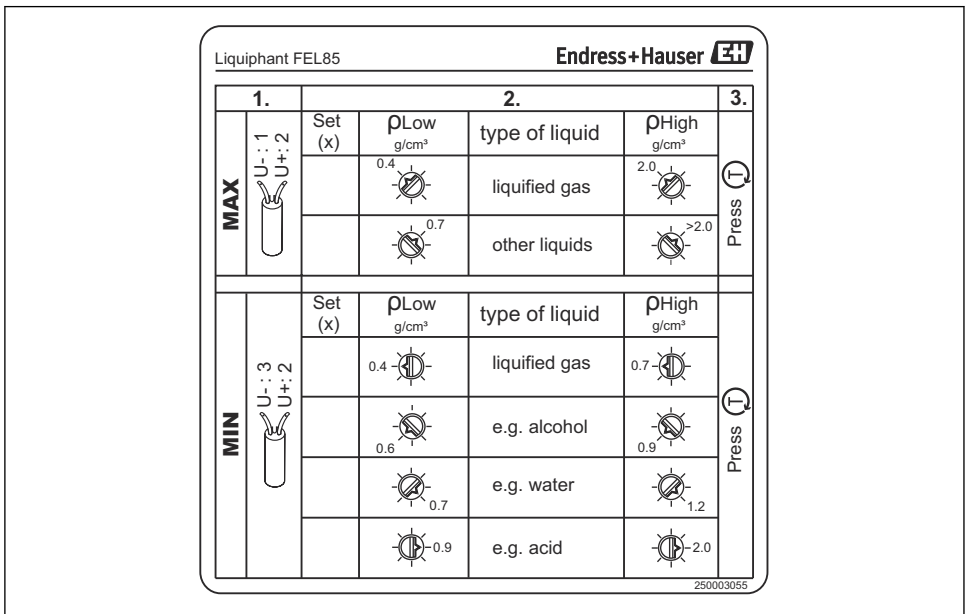 Liquiphant FEL85
Endress+Hauser EH
1. 2. 3.
MAX
U- : 1
U+: 2
Set (x) ρLow g/cm³ type of liquid ρHigh g/cm³
0.4 liquified gas 2.0
0.7 other liquids >2.0
Press T
MIN
U- : 3
U+: 2
Set (x) ρLow g/cm³ type of liquid ρHigh g/cm³
0.4 liquified gas 0.7
0.6 e.g. alcohol 0.9
0.7 e.g. water 1.2
0.9 e.g. acid 2.0
Press T
250003055